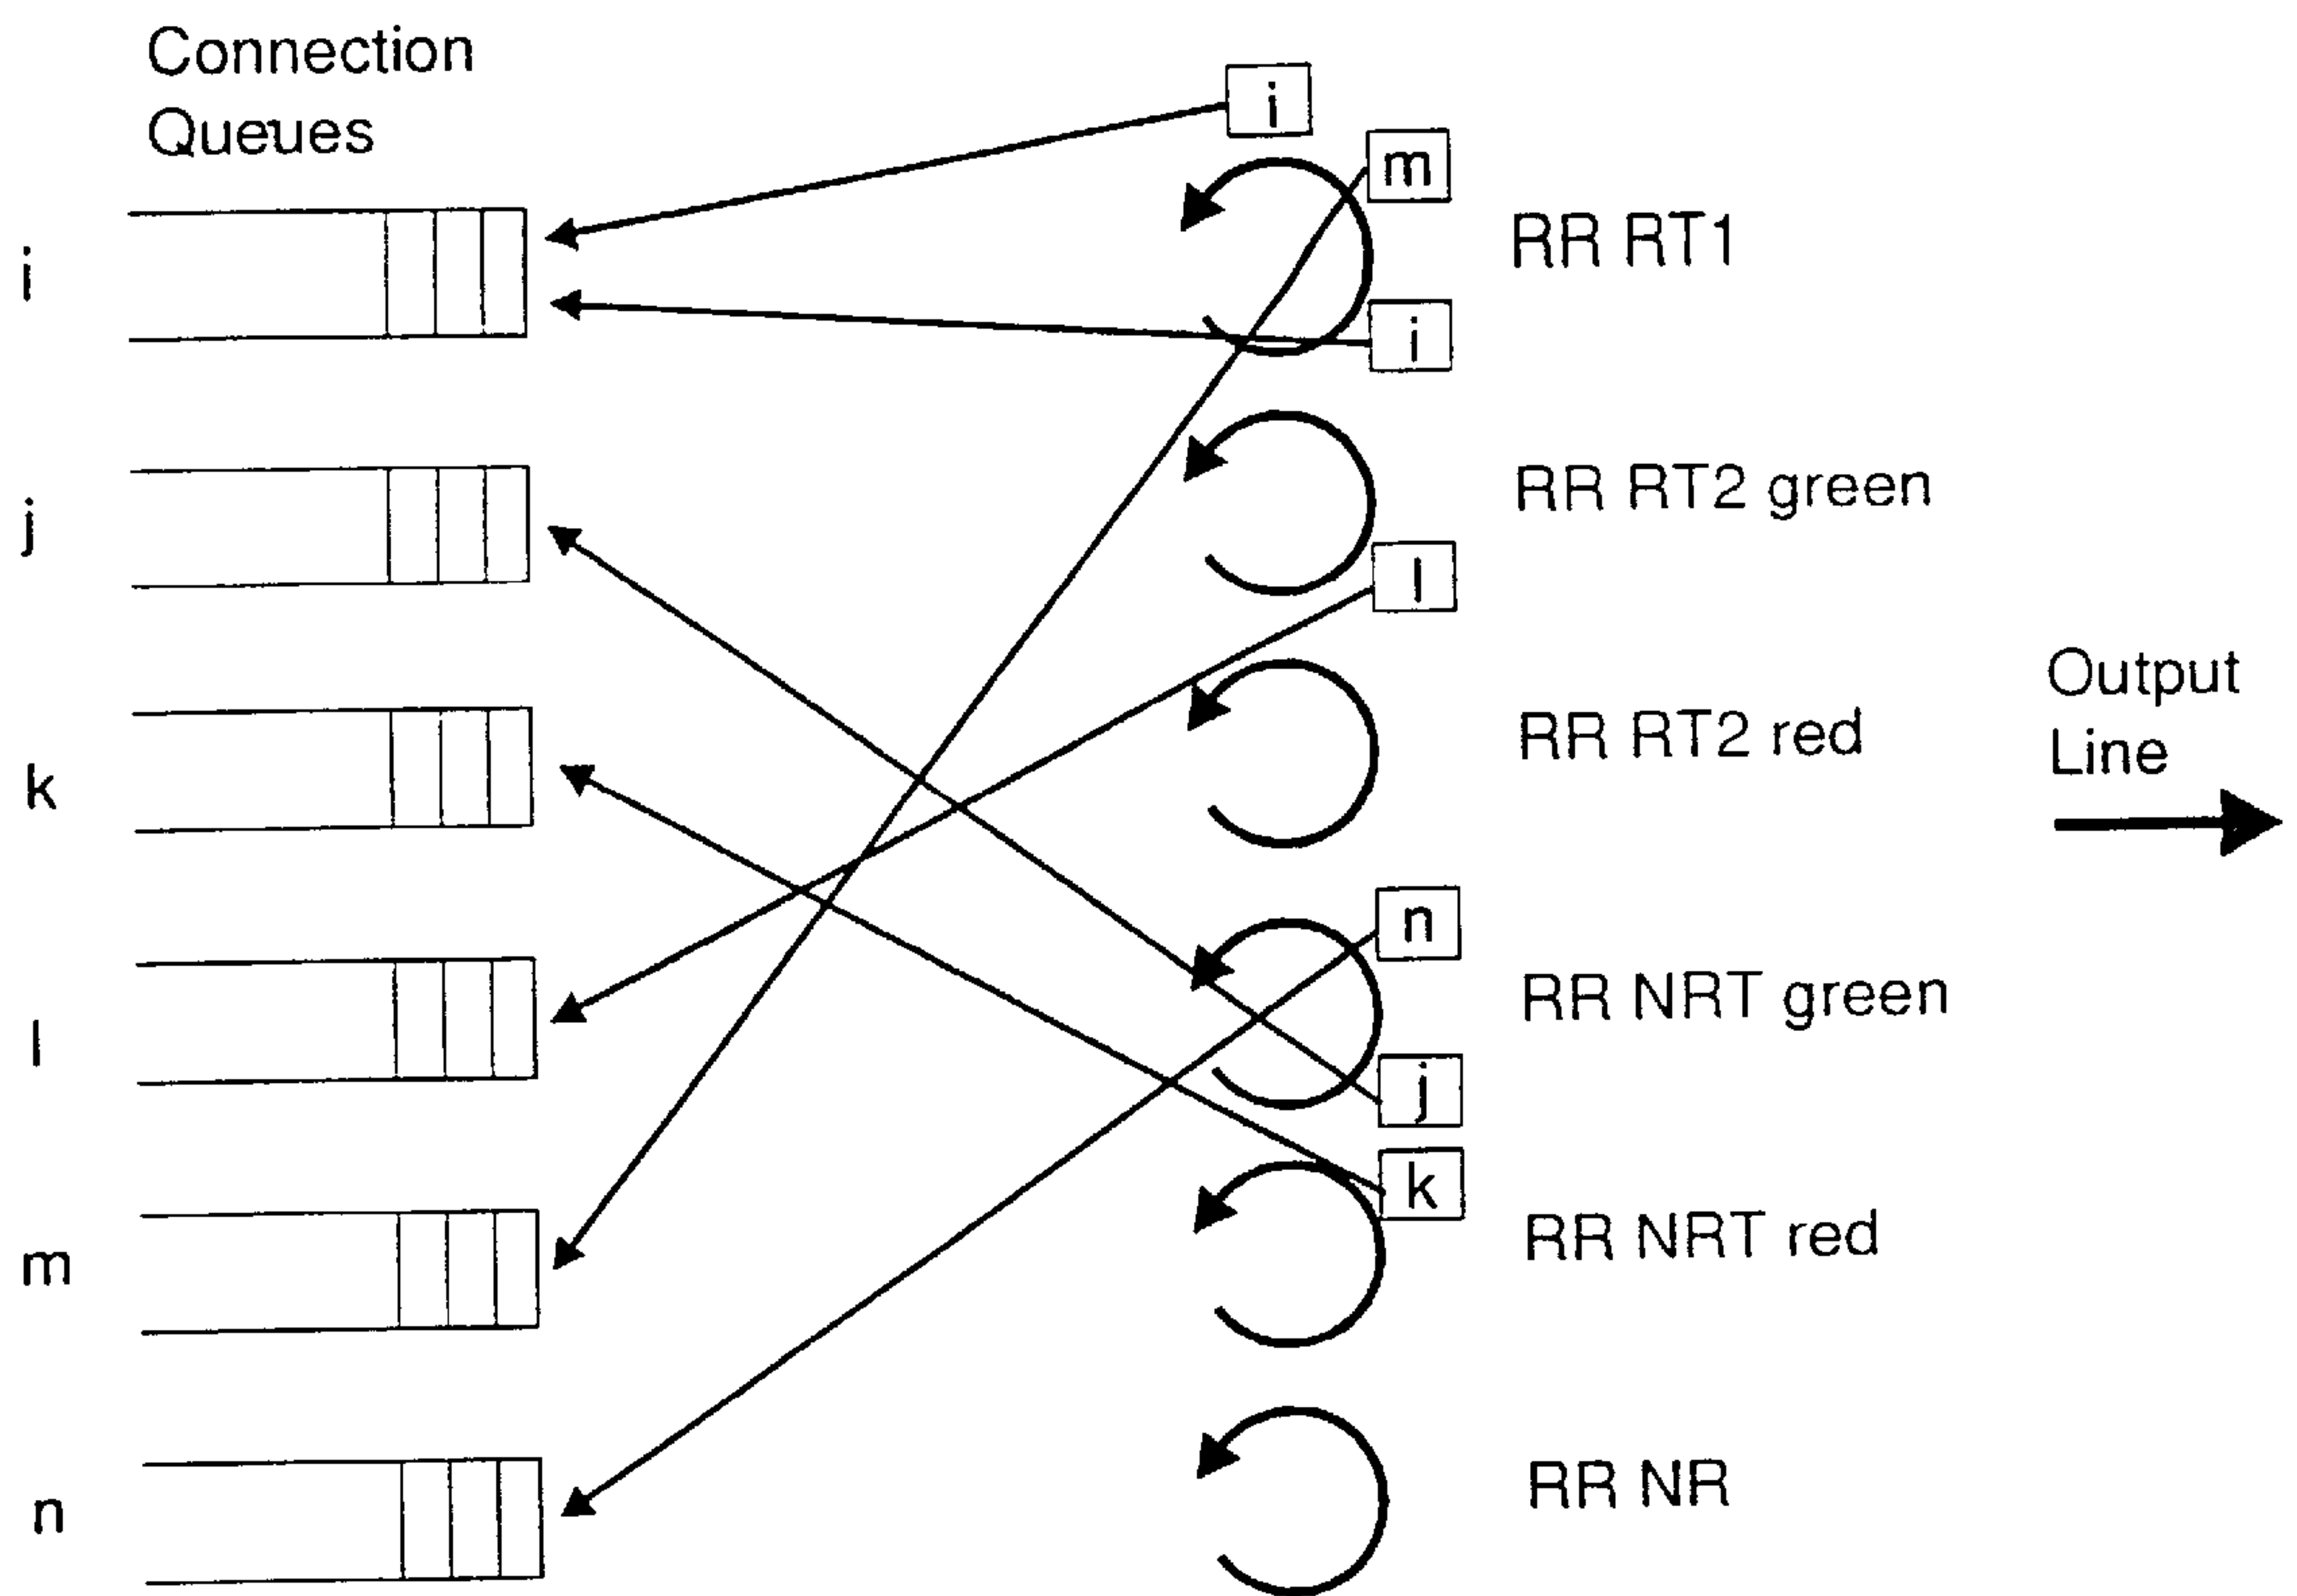 Connection
Queues
i
j
k
l
m
n
i
m
i
l
n
j
k
RR RT1
RR RT2 green
RR RT2 red
RR NRT green
RR NRT red
RR NR
Output
Line